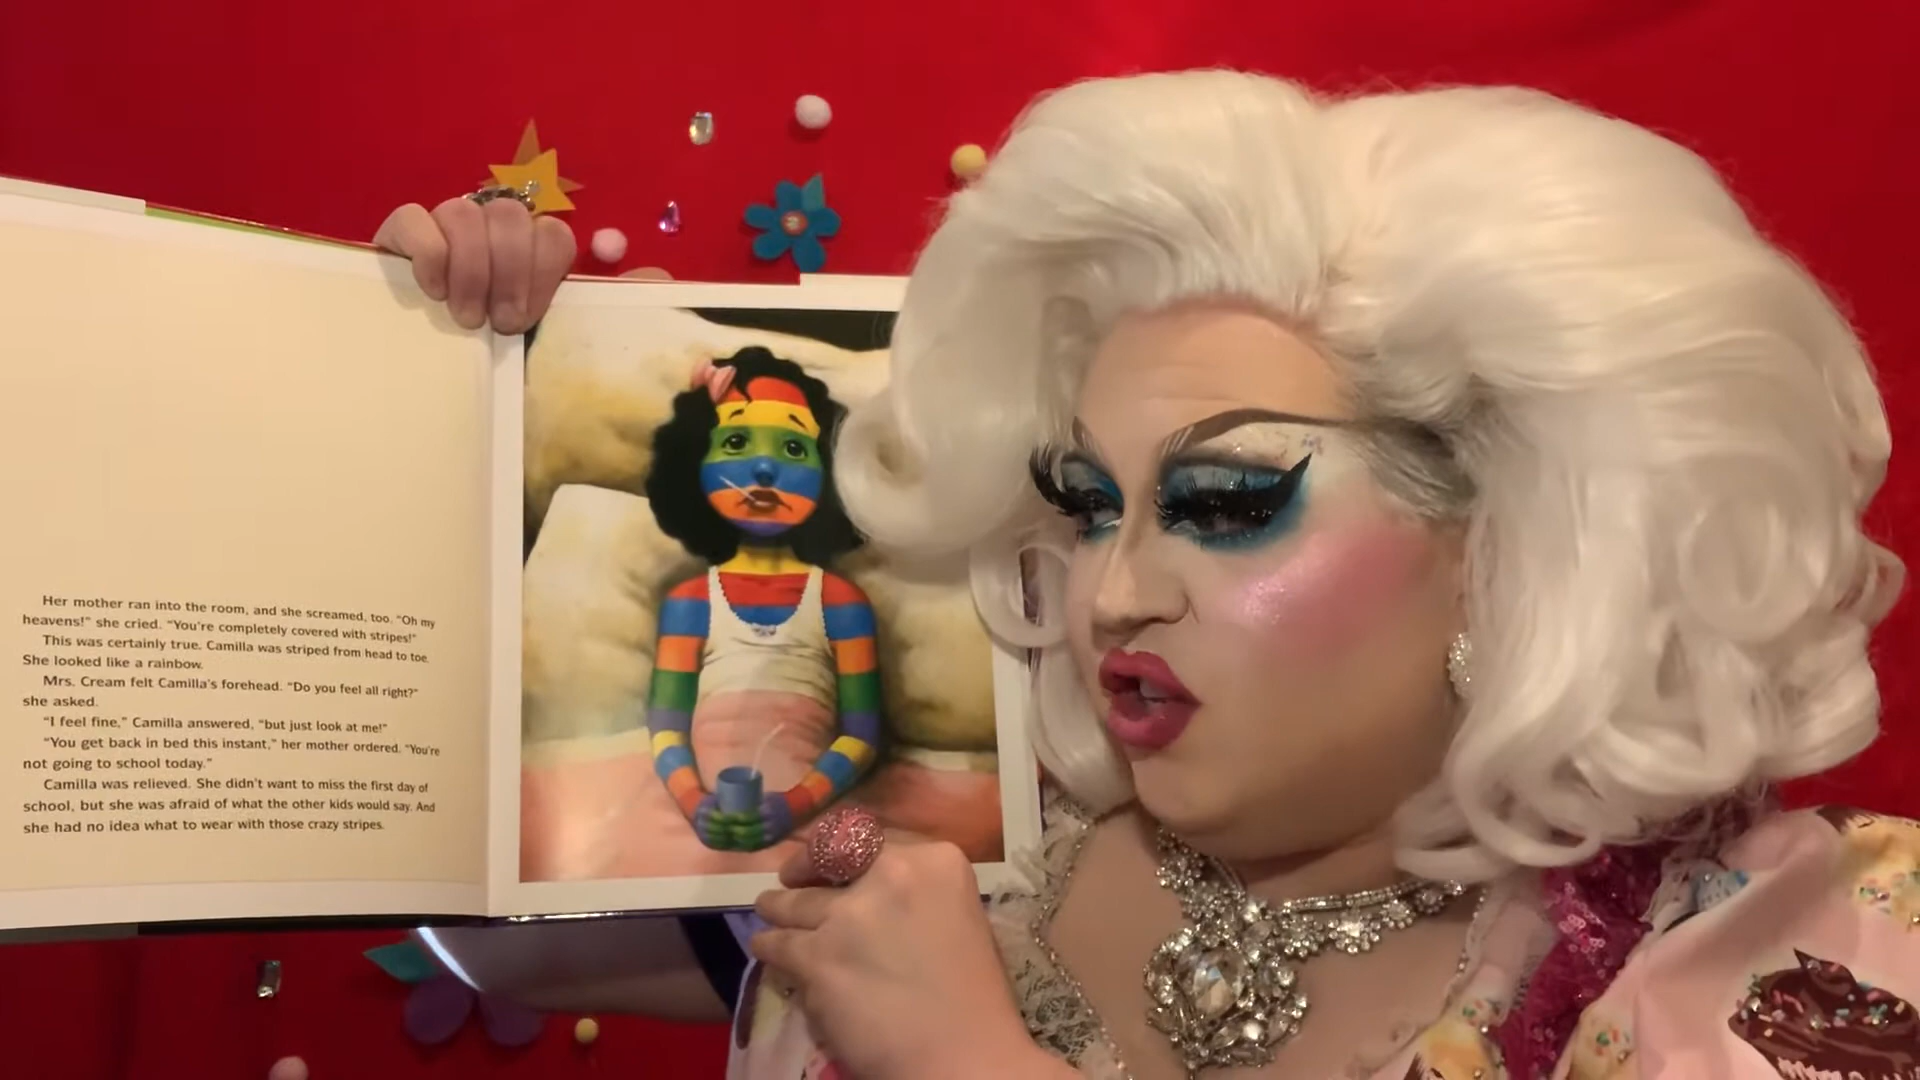 Her mother ran into the room, and she screamed, too. “Oh my
heavens!” she cried. “You’re completely covered with stripes!”
This was certainly true. Camilla was striped from head to toe.
She looked like a rainbow.
Mrs. Cream felt Camilla’s forehead. “Do you feel all right?”
she asked.
“I feel fine,” Camilla answered, “but just look at me!”
“You get back in bed this instant,” her mother ordered. “You’re
not going to school today.”
Camilla was relieved. She didn’t want to miss the first day of
school, but she was afraid of what the other kids would say. And
she had no idea what to wear with those crazy stripes.